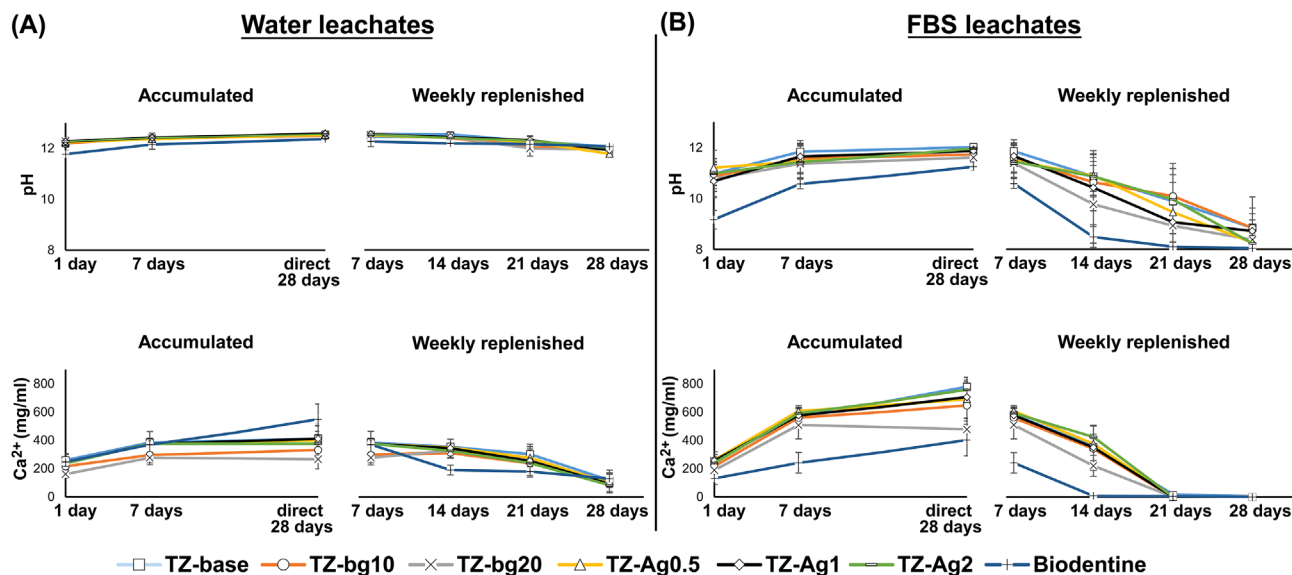 (A) Water leachates
(B) FBS leachates
Accumulated Weekly replenished
Accumulated Weekly replenished
pH
12
10
8
1 day 7 days direct
28 days
7 days 14 days 21 days 28 days
pH
12
10
8
1 day 7 days direct
28 days
7 days 14 days 21 days 28 days
Accumulated Weekly replenished
Accumulated Weekly replenished
Ca²⁺ (mg/ml)
800
600
400
200
0
1 day 7 days direct
28 days
7 days 14 days 21 days 28 days
Ca²⁺ (mg/ml)
800
600
400
200
0
1 day 7 days direct
28 days
7 days 14 days 21 days 28 days
TZ-base TZ-bg10 TZ-bg20 TZ-Ag0.5 TZ-Ag1 TZ-Ag2 Biodentine